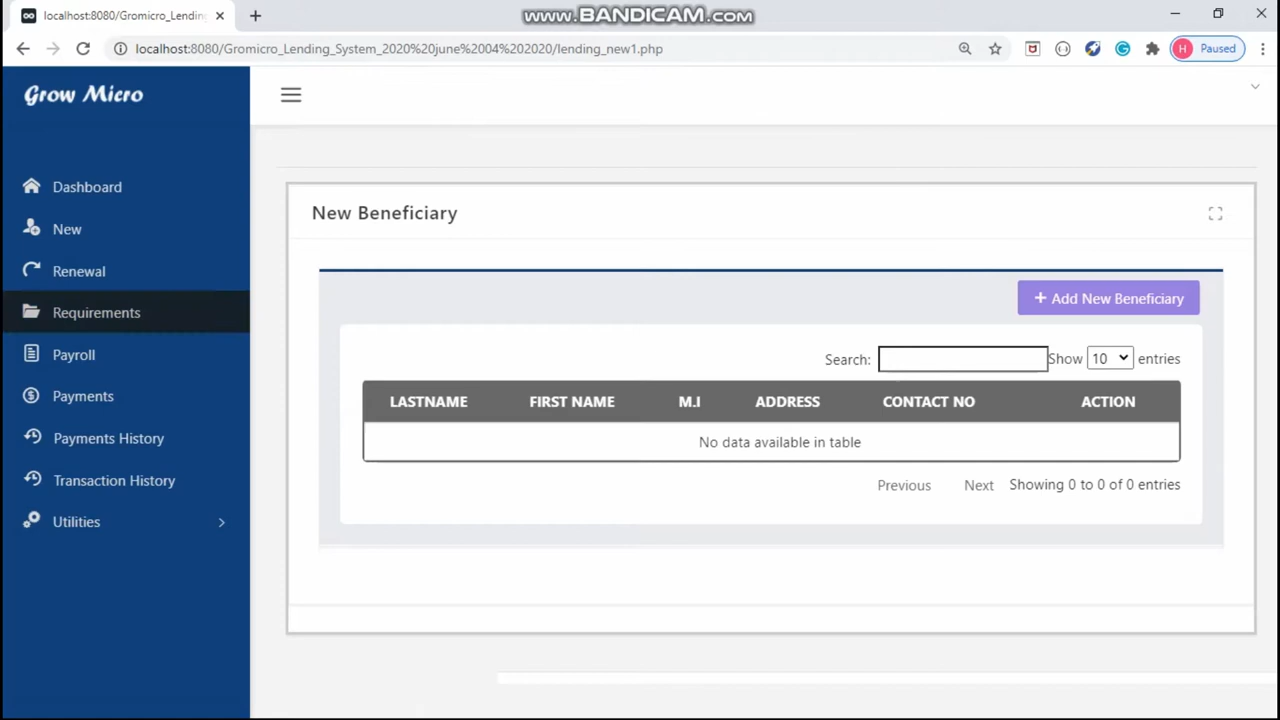 localhost:8080/Gromicro_Lending
www.BANDICAM.com
localhost:8080/Gromicro_Lending_System_2020%20june%2004%202020/lending_new1.php
H Paused
Grow Micro
Dashboard
New
Renewal
Requirements
Payroll
Payments
Payments History
Transaction History
Utilities
New Beneficiary
+ Add New Beneficiary
Search: Show 10 entries
LASTNAME FIRST NAME M.I ADDRESS CONTACT NO ACTION
No data available in table
Previous Next Showing 0 to 0 of 0 entries